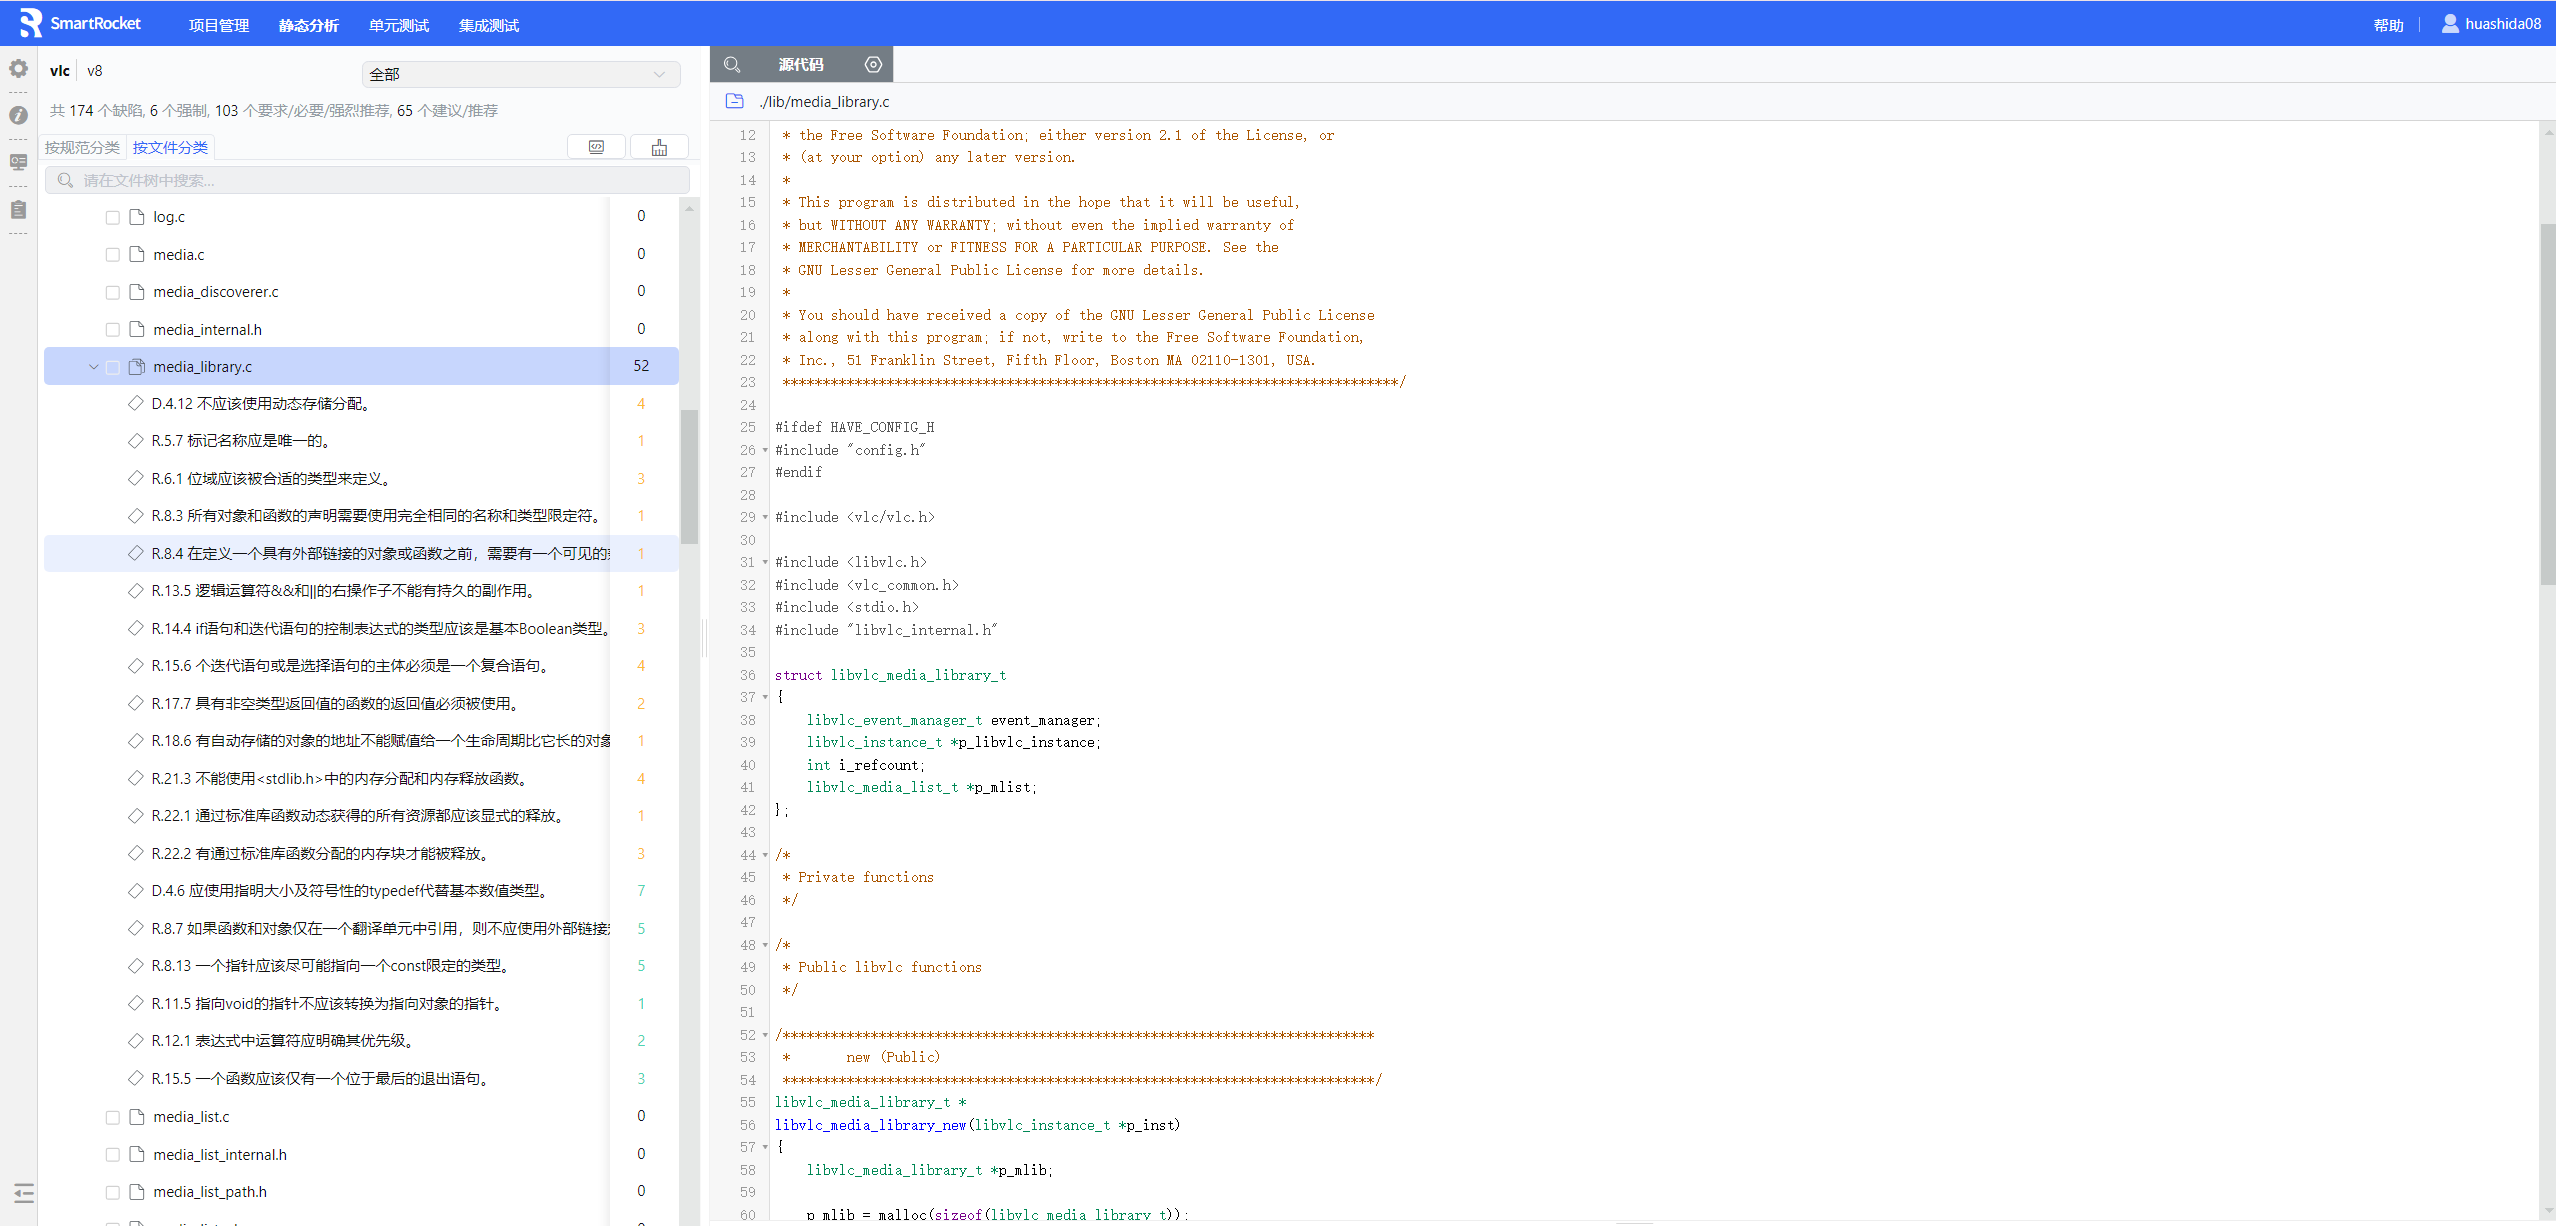 SmartRocket 项目管理 静态分析 单元测试 集成测试 帮助 huashida08
vlc v8 全部
共 174 个缺陷, 6 个强制, 103 个要求/必要/强烈推荐, 65 个建议/推荐
按规范分类 按文件分类
请在文件树中搜索...
log.c 0
media.c 0
media_discoverer.c 0
media_internal.h 0
media_library.c 52
D.4.12 不应该使用动态存储分配。 4
R.5.7 标记名称应是唯一的。 1
R.6.1 位域应该被合适的类型来定义。 3
R.8.3 所有对象和函数的声明需要使用完全相同的名称和类型限定符。 1
R.8.4 在定义一个具有外部链接的对象或函数之前，需要有一个可见的 1
R.13.5 逻辑运算符&&和||的右操作子不能有持久的副作用。 1
R.14.4 if语句和迭代语句的控制表达式的类型应该是基本Boolean类型。 3
R.15.6 个迭代语句或是选择语句的主体必须是一个复合语句。 4
R.17.7 具有非空类型返回值的函数的返回值必须被使用。 2
R.18.6 有自动存储的对象的地址不能赋值给一个生命周期比它长的对象 1
R.21.3 不能使用<stdlib.h>中的内存分配和内存释放函数。 4
R.22.1 通过标准库函数动态获得的所有资源都应该显式的释放。 1
R.22.2 有通过标准库函数分配的内存块才能被释放。 3
D.4.6 应使用指明大小及符号性的typedef代替基本数值类型。 7
R.8.7 如果函数和对象仅在一个翻译单元中引用，则不应使用外部链接 5
R.8.13 一个指针应该尽可能指向一个const限定的类型。 5
R.11.5 指向void的指针不应该转换为指向对象的指针。 1
R.12.1 表达式中运算符应明确其优先级。 2
R.15.5 一个函数应该仅有一个位于最后的退出语句。 3
media_list.c 0
media_list_internal.h 0
media_list_path.h 0
源代码
./lib/media_library.c
12 * the Free Software Foundation; either version 2.1 of the License, or
13 * (at your option) any later version.
14 *
15 * This program is distributed in the hope that it will be useful,
16 * but WITHOUT ANY WARRANTY; without even the implied warranty of
17 * MERCHANTABILITY or FITNESS FOR A PARTICULAR PURPOSE. See the
18 * GNU Lesser General Public License for more details.
19 *
20 * You should have received a copy of the GNU Lesser General Public License
21 * along with this program; if not, write to the Free Software Foundation,
22 * Inc., 51 Franklin Street, Fifth Floor, Boston MA 02110-1301, USA.
23 *****************************************************************************/
24
25 #ifdef HAVE_CONFIG_H
26 #include "config.h"
27 #endif
28
29 #include <vlc/vlc.h>
30
31 #include <libvlc.h>
32 #include <vlc_common.h>
33 #include <stdio.h>
34 #include "libvlc_internal.h"
35
36 struct libvlc_media_library_t
37 {
38 libvlc_event_manager_t event_manager;
39 libvlc_instance_t *p_libvlc_instance;
40 int i_refcount;
41 libvlc_media_list_t *p_mlist;
42 };
43
44 /*
45 * Private functions
46 */
47
48 /*
49 * Public libvlc functions
50 */
51
52 /**************************************************************************
53 * new (Public)
54 **************************************************************************/
55 libvlc_media_library_t *
56 libvlc_media_library_new(libvlc_instance_t *p_inst)
57 {
58 libvlc_media_library_t *p_mlib;
59
60 p_mlib = malloc(sizeof(libvlc_media_library_t));